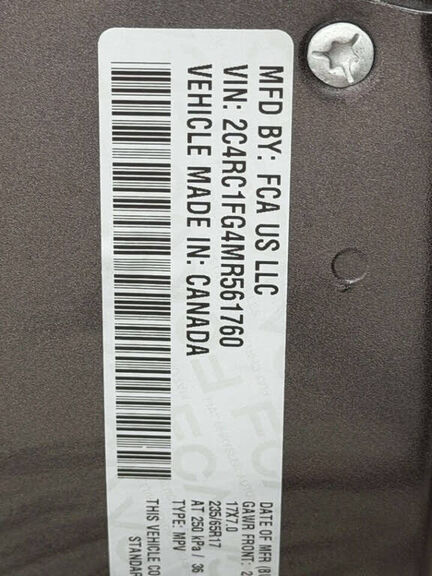 MFD BY: FCA US LLC
VIN: 2C4RC1FG4MR561760
VEHICLE MADE IN: CANADA
DATE OF MFR
GAWR FRONT:
17X7.0
235/65R17
AT 250 kPa / 36
TYPE: MPV
THIS VEHICLE